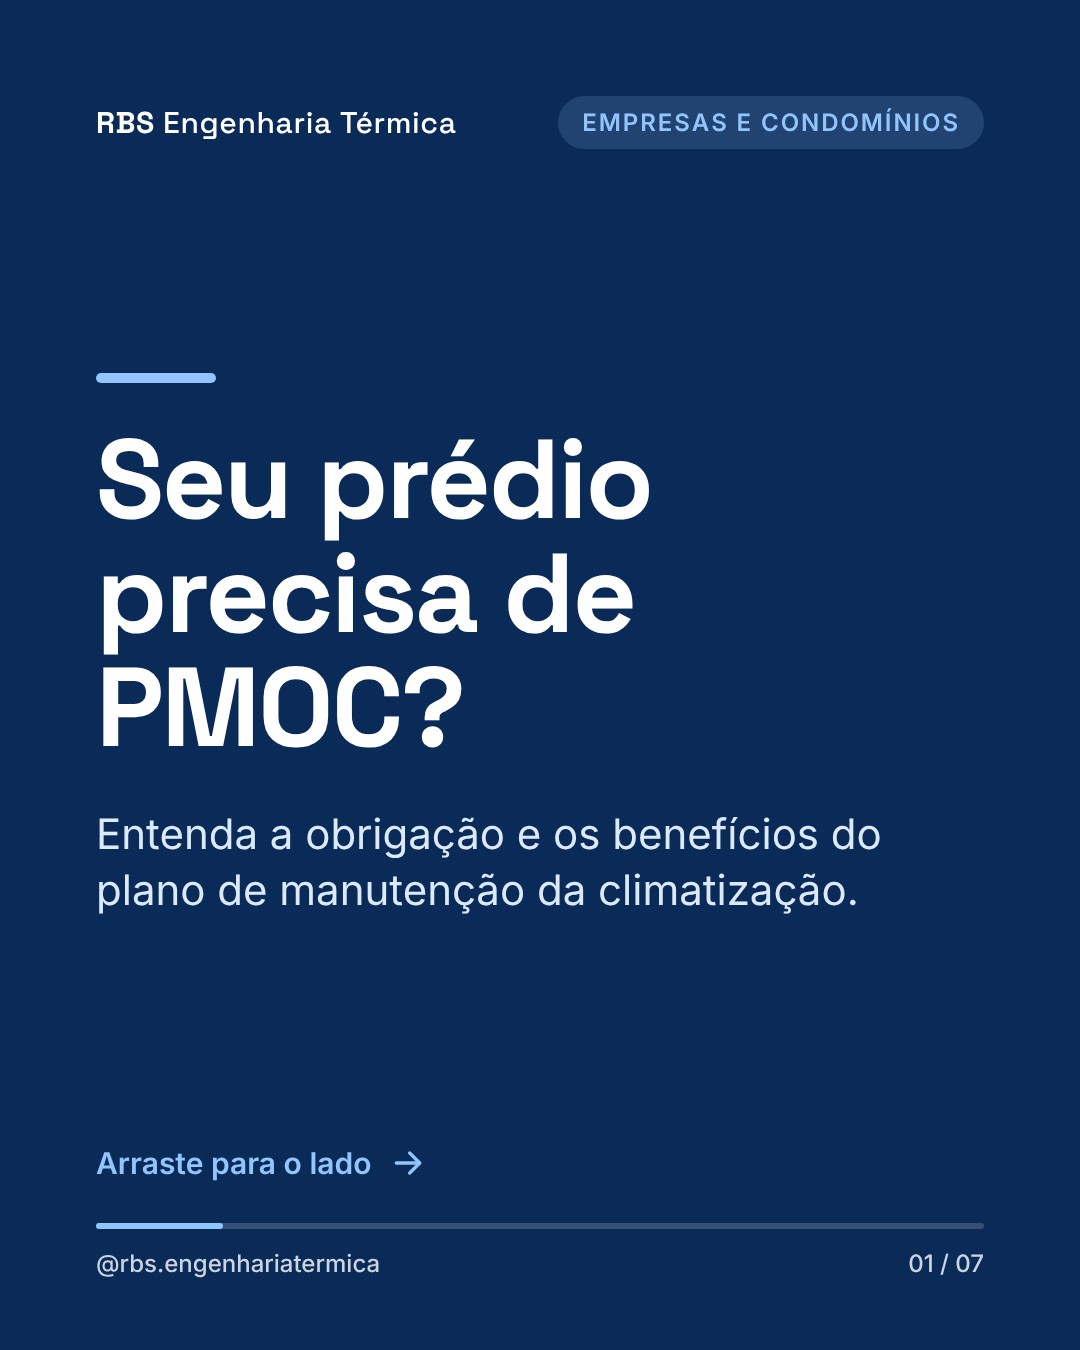 RBS Engenharia Térmica
EMPRESAS E CONDOMÍNIOS
Seu prédio
precisa de
PMOC?
Entenda a obrigação e os benefícios do
plano de manutenção da climatização.
Arraste para o lado →
@rbs.engenhariatermica
01 / 07